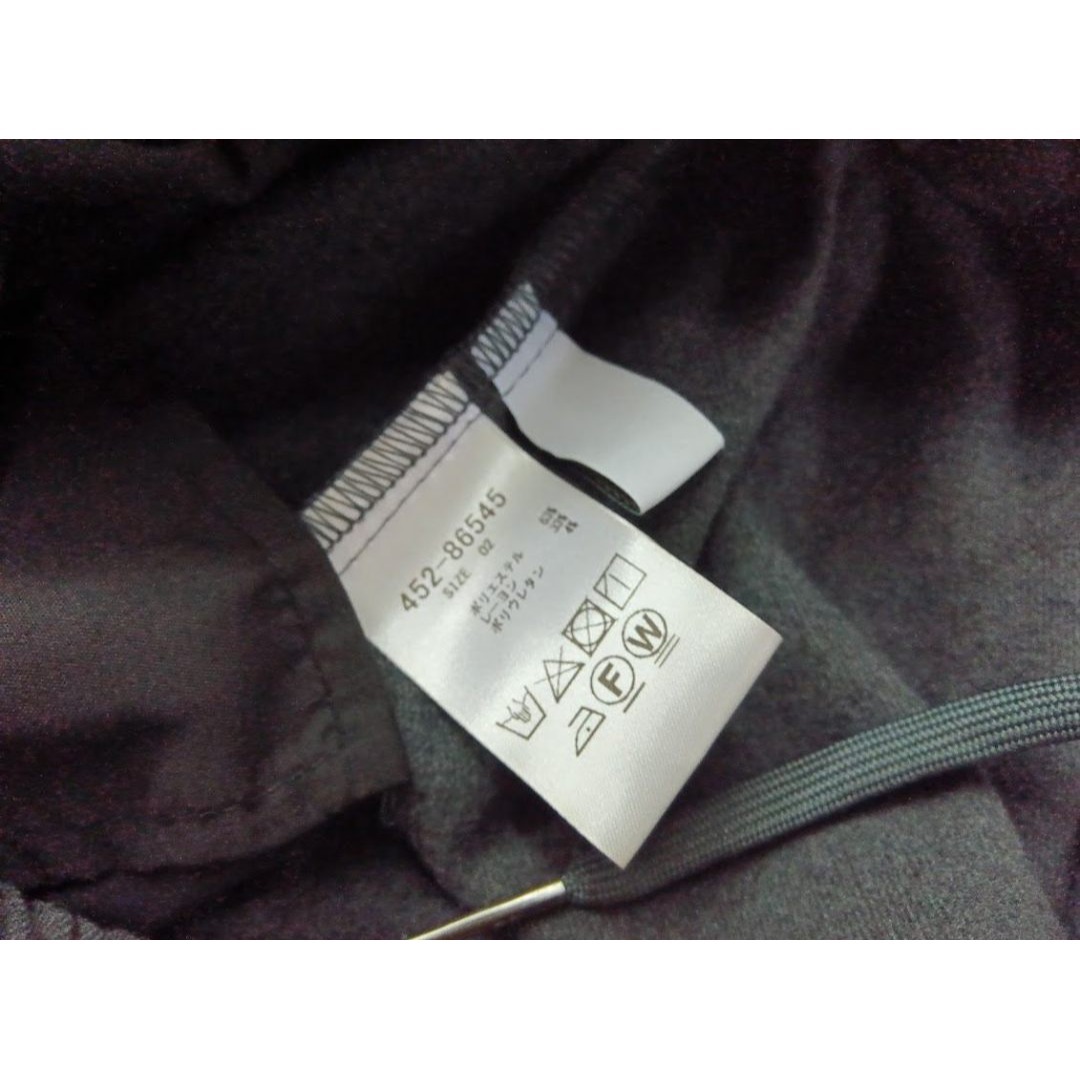 452-86545
SIZE 02
ポリエステル
レーヨン
ポリウレタン
F W